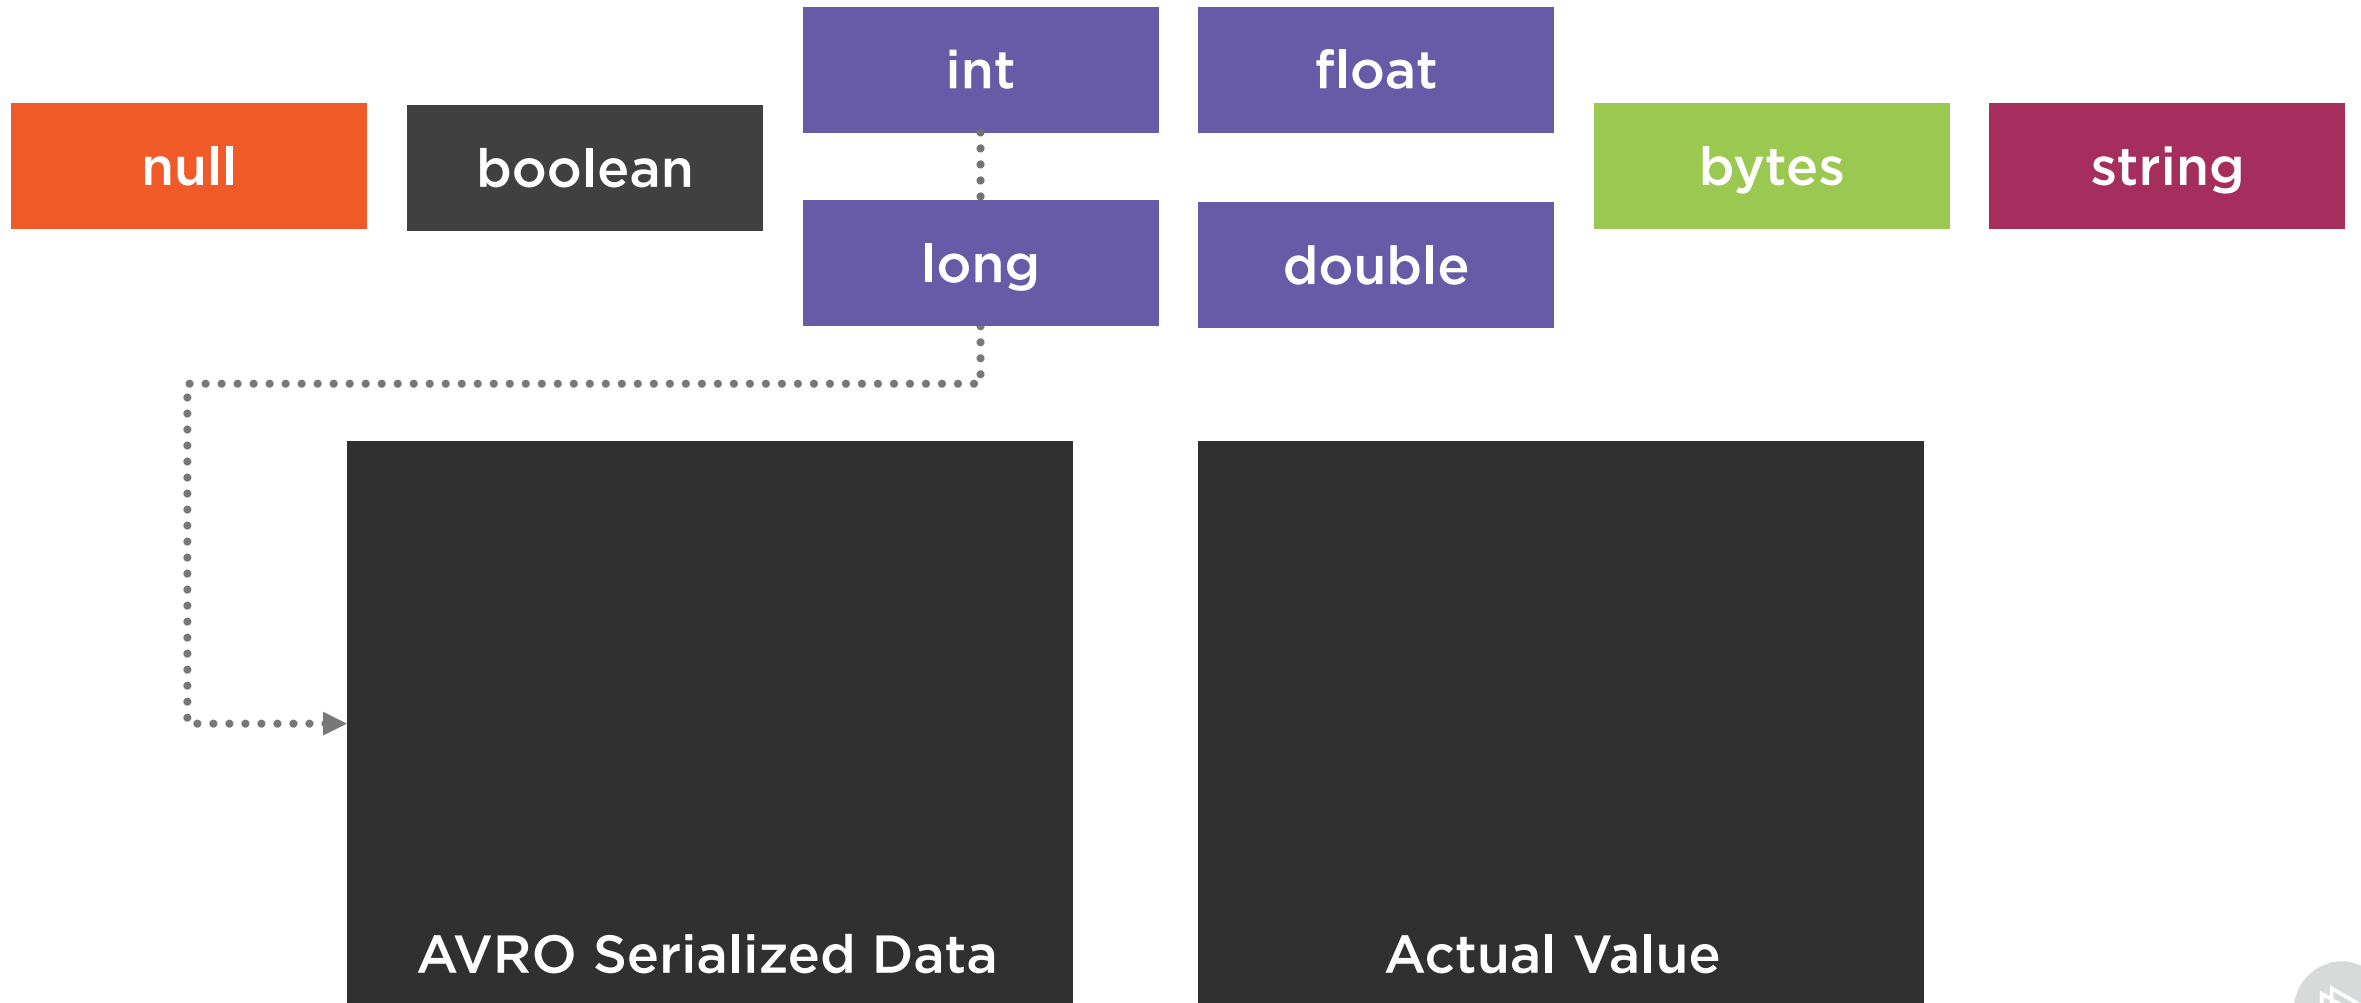 null
boolean
int
long
float
double
bytes
string
AVRO Serialized Data
Actual Value